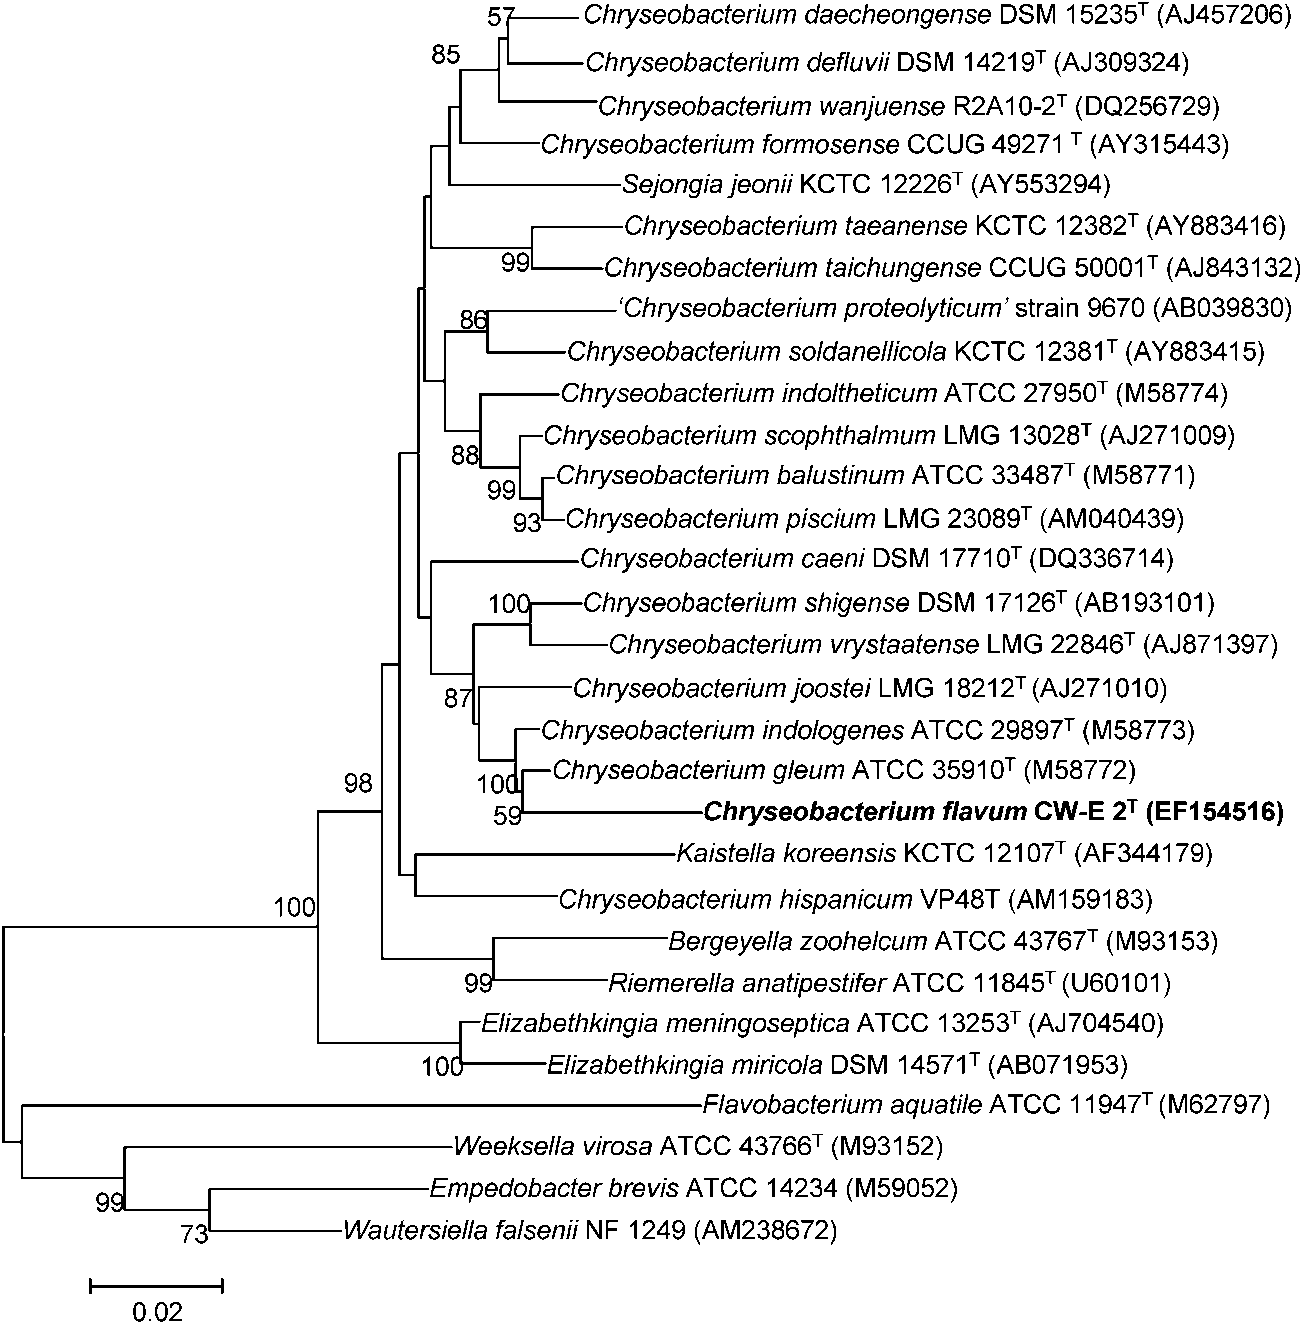 57
Chryseobacterium daecheongense DSM 15235T (AJ457206)
85
Chryseobacterium defluvii DSM 14219T (AJ309324)
Chryseobacterium wanjuense R2A10-2T (DQ256729)
Chryseobacterium formosense CCUG 49271 T (AY315443)
Sejongia jeonii KCTC 12226T (AY553294)
Chryseobacterium taeanense KCTC 12382T (AY883416)
99
Chryseobacterium taichungense CCUG 50001T (AJ843132)
‘Chryseobacterium proteolyticum’ strain 9670 (AB039830)
86
Chryseobacterium soldanellicola KCTC 12381T (AY883415)
Chryseobacterium indoltheticum ATCC 27950T (M58774)
Chryseobacterium scophthalmum LMG 13028T (AJ271009)
88
Chryseobacterium balustinum ATCC 33487T (M58771)
99
Chryseobacterium piscium LMG 23089T (AM040439)
93
Chryseobacterium caeni DSM 17710T (DQ336714)
100
Chryseobacterium shigense DSM 17126T (AB193101)
Chryseobacterium vrystaatense LMG 22846T (AJ871397)
Chryseobacterium joostei LMG 18212T (AJ271010)
87
Chryseobacterium indologenes ATCC 29897T (M58773)
Chryseobacterium gleum ATCC 35910T (M58772)
98
100
Chryseobacterium flavum CW-E 2T (EF154516)
59
Kaistella koreensis KCTC 12107T (AF344179)
Chryseobacterium hispanicum VP48T (AM159183)
100
Bergeyella zoohelcum ATCC 43767T (M93153)
Riemerella anatipestifer ATCC 11845T (U60101)
99
Elizabethkingia meningoseptica ATCC 13253T (AJ704540)
Elizabethkingia miricola DSM 14571T (AB071953)
100
Flavobacterium aquatile ATCC 11947T (M62797)
Weeksella virosa ATCC 43766T (M93152)
Empedobacter brevis ATCC 14234 (M59052)
99
Wautersiella falsenii NF 1249 (AM238672)
73
0.02